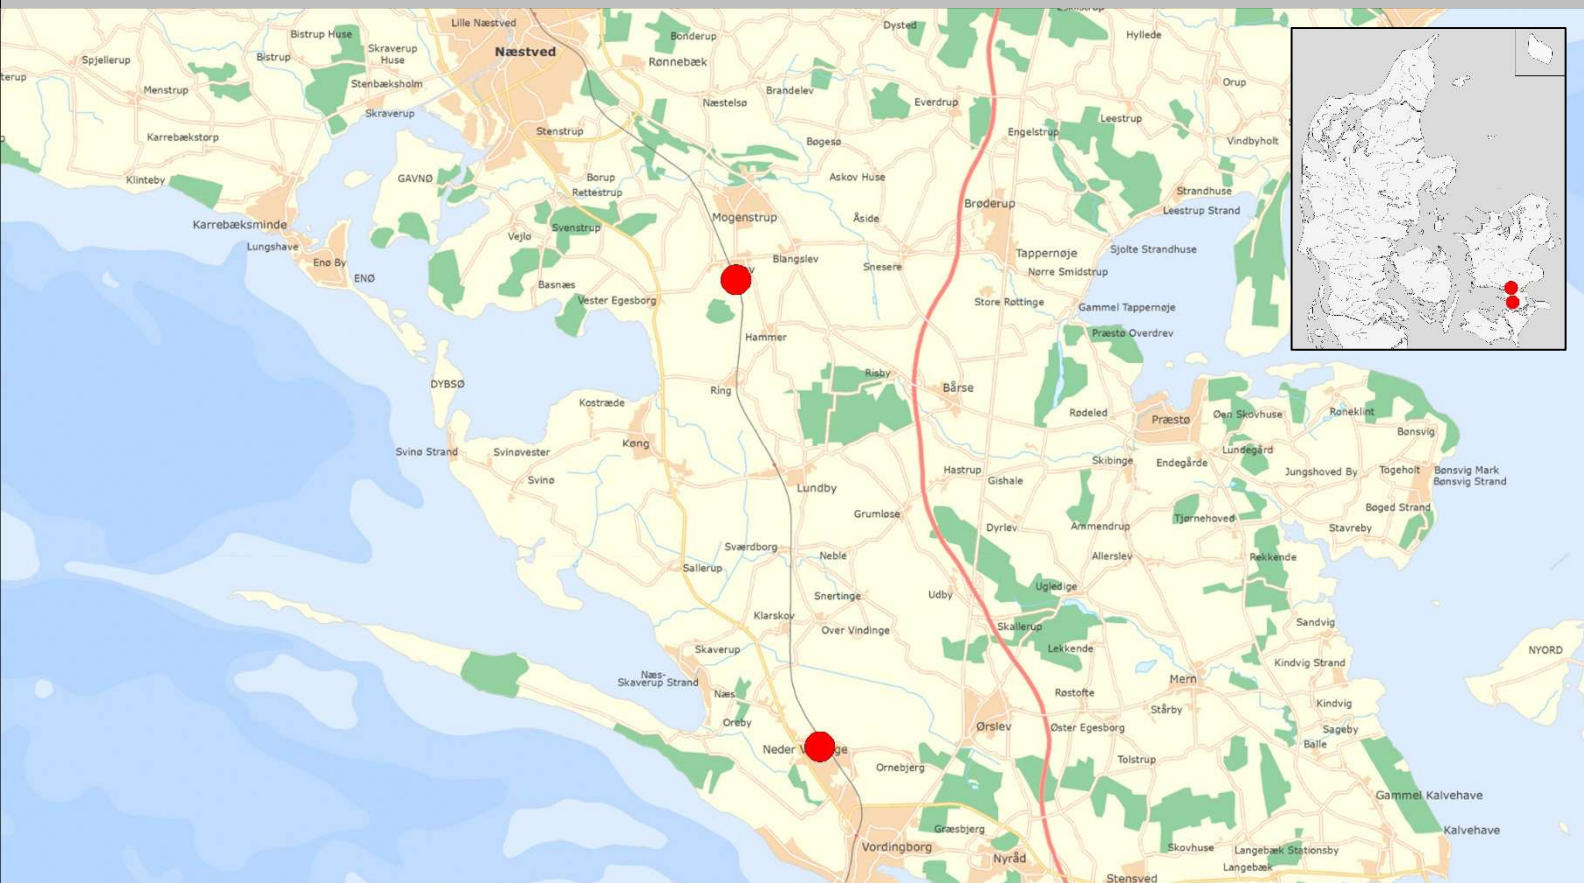 Eskilstrup
Lille Næstved
Dysted
Bistrup Huse
Bonderup
Hyllede
Næstved
Skraverup
Huse
Spjellerup
Bistrup
Rønnebæk
terup
Stenbæksholm
Orup
Menstrup
Brandelev
Næstelsø
Everdrup
Skraverup
Leestrup
Stenstrup
Engelstrup
Karrebækstorp
Bøgesø
Vindbyholt
Klinteby
GAVNØ
Borup
Askov Huse
Rettestrup
Strandhuse
Brøderup
Leestrup Strand
Mogenstrup
Åside
Karrebæksminde
Svenstrup
Vejlø
Lungshave
Sjolte Strandhuse
Tappernøje
Enø By
Blangslev
Snesere
Nørre Smidstrup
ENØ
Basnæs
Vester Egesborg
Store Røttinge
Gammel Tappernøje
Præstø Overdrev
Hammer
Risby
DYBSØ
Ring
Bårse
Kostræde
Rødeled
Præstø
Øen Skovhuse
Roneklint
Bønsvig
Køng
Svinø Strand
Svinøvester
Lundegård
Skibinge
Endegårde
Hastrup
Jungshoved By
Togeholt
Bønsvig Mark
Bønsvig Strand
Svinø
Gishale
Lundby
Bøged Strand
Grumløse
Tjørnehoved
Dyrlev
Ammendrup
Stavreby
Sværdborg
Neble
Allerslev
Rekkende
Sallerup
Ugledige
Udby
Snertinge
Klarskov
Sandvig
Over Vindinge
Skallerup
Skaverup
Lekkende
NYORD
Kindvig Strand
Næs-
Skaverup Strand
Mern
Næs
Røstofte
Kindvig
Stårby
Oreby
Ørslev
Øster Egesborg
Sageby
Balle
Neder V ge
Tolstrup
Ornebjerg
Gammel Kalvehave
Græsbjerg
Kalvehave
Vordingborg
Skovhuse
Langebæk Stationsby
Nyråd
Langebæk
Stensved